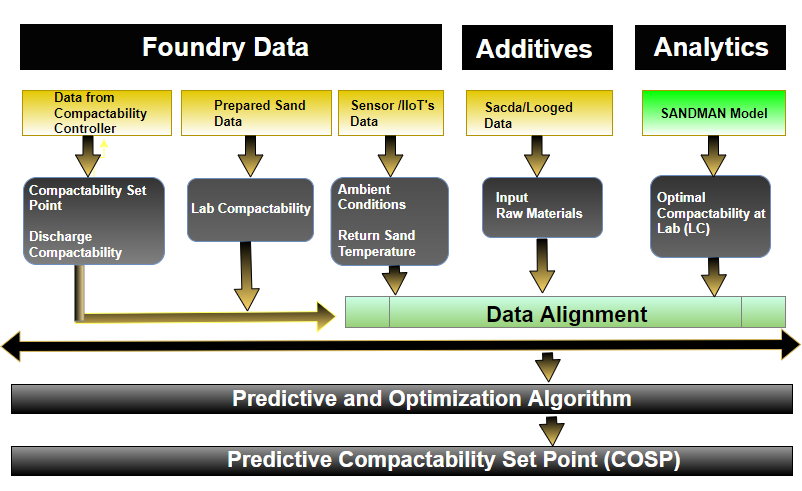 Foundry Data
Additives
Analytics
Data from
Compactability
Controller
Prepared Sand
Data
Sensor /IIoT's
Data
Sacda/Looged
Data
SANDMAN Model
Compactability Set
Point
Discharge
Compactability
Lab Compactability
Ambient
Conditions
Return Sand
Temperature
Input
Raw Materials
Optimal
Compactability at
Lab (LC)
Data Alignment
Predictive and Optimization Algorithm
Predictive Compactability Set Point (COSP)